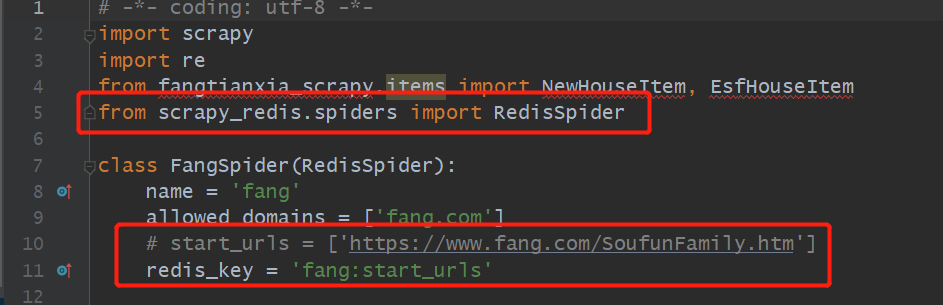 1 # -*- coding: utf-8 -*-
2 import scrapy
3 import re
4 from fangtianxia_scrapy.items import NewHouseItem, EsfHouseItem
5 from scrapy_redis.spiders import RedisSpider
6
7 class FangSpider(RedisSpider):
8 name = 'fang'
9 allowed_domains = ['fang.com']
10 # start_urls = ['https://www.fang.com/SoufunFamily.htm']
11 redis_key = 'fang:start_urls'
12